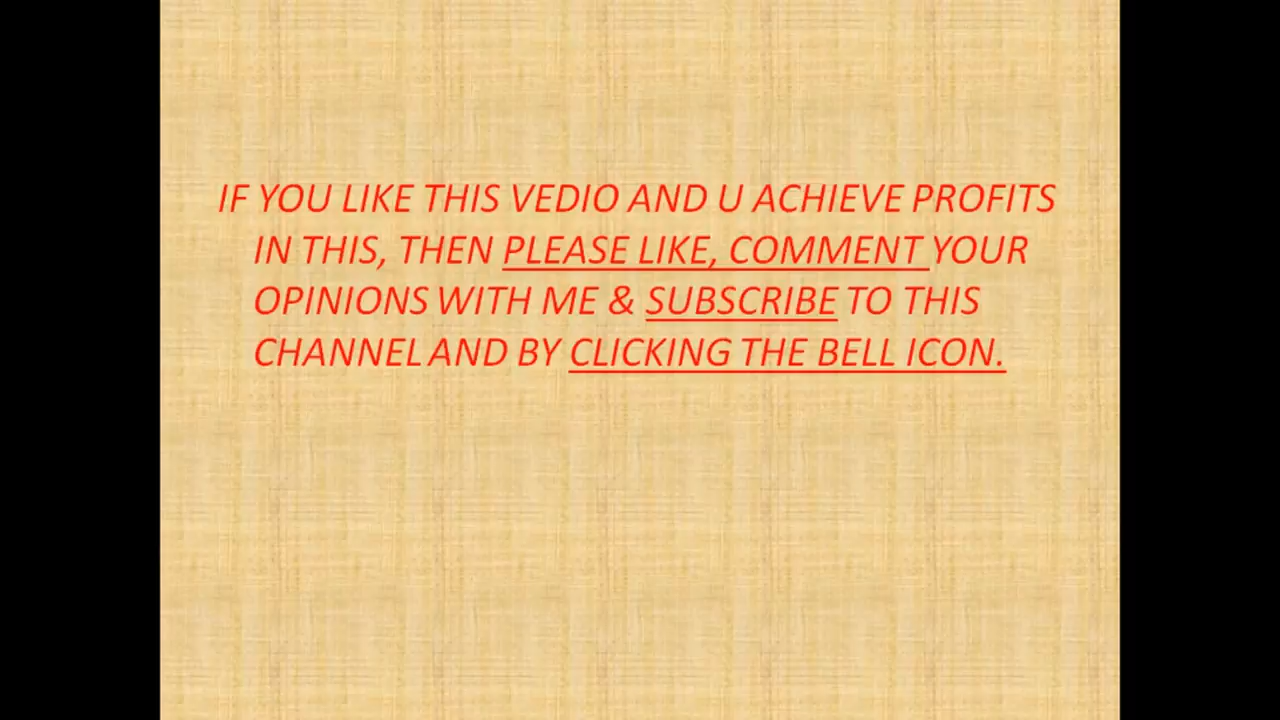 IF YOU LIKE THIS VEDIO AND U ACHIEVE PROFITS
IN THIS, THEN PLEASE LIKE, COMMENT YOUR
OPINIONS WITH ME & SUBSCRIBE TO THIS
CHANNEL AND BY CLICKING THE BELL ICON.